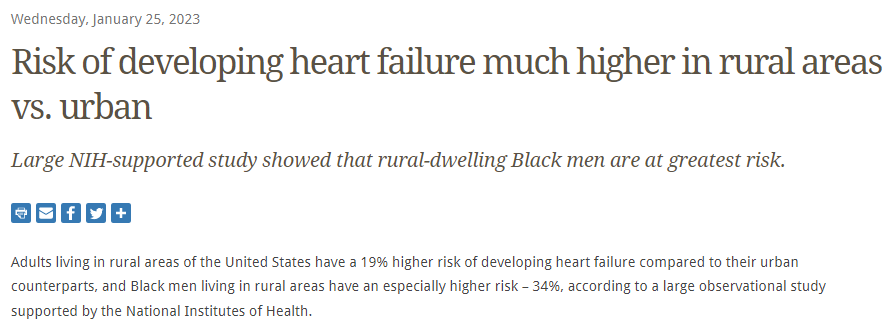 Wednesday, January 25, 2023
Risk of developing heart failure much higher in rural areas
vs. urban
Large NIH-supported study showed that rural-dwelling Black men are at greatest risk.
Adults living in rural areas of the United States have a 19% higher risk of developing heart failure compared to their urban
counterparts, and Black men living in rural areas have an especially higher risk – 34%, according to a large observational study
supported by the National Institutes of Health.